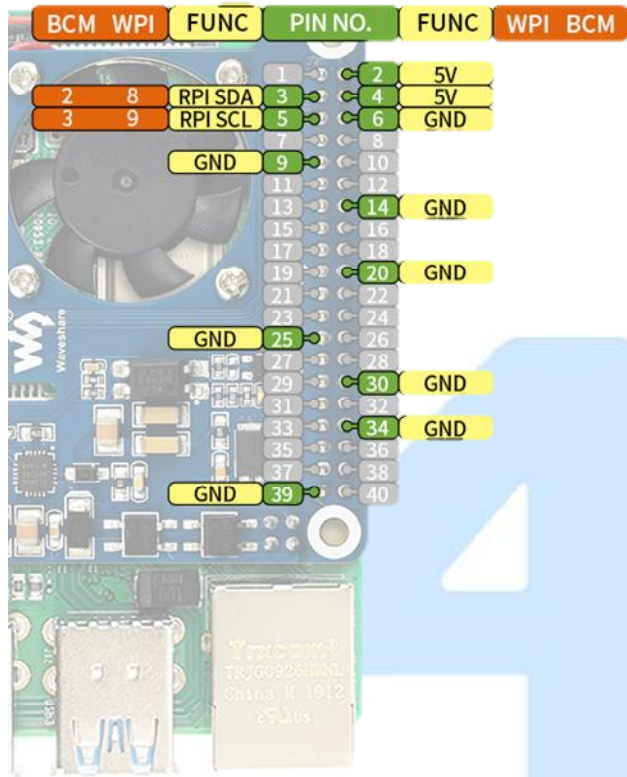 BCM WPI FUNC PIN NO. FUNC WPI BCM
1 2 5V
2 8 RPI SDA 3 4 5V
3 9 RPI SCL 5 6 GND
7 8
GND 9 10
11 12
13 14 GND
15 16
17 18
19 20 GND
21 22
23 24
GND 25 26
27 28
29 30 GND
31 32
33 34 GND
35 36
37 38
GND 39 40
Waveshare
4
Trxcom
TRJG0926HENL
China M 1912